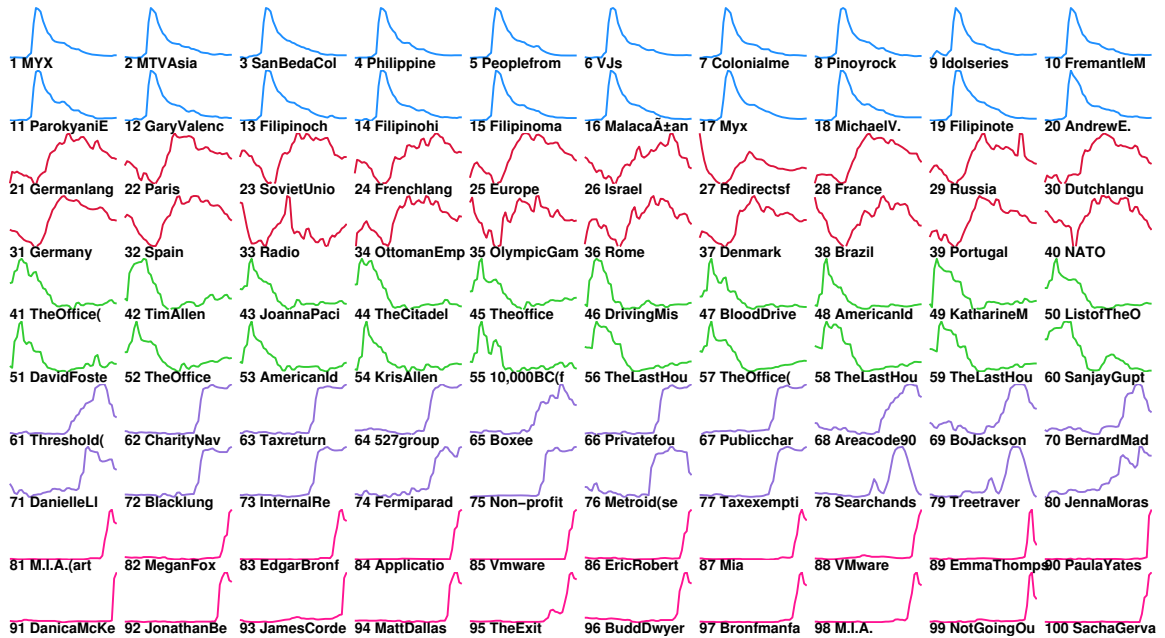 1 MYX 2 MTVAsia 3 SanBedaCol 4 Philippine 5 Peoplefrom 6 VJs 7 Colonialme 8 Pinoyrock 9 Idolseries 10 FremantleM
11 ParokyaniE 12 GaryValenc 13 Filipinoch 14 Filipinohi 15 Filipinoma 16 MalacaÃ±an 17 Myx 18 MichaelV. 19 Filipinote 20 AndrewE.
21 Germanlang 22 Paris 23 SovietUnio 24 Frenchlang 25 Europe 26 Israel 27 Redirectsf 28 France 29 Russia 30 Dutchlangu
31 Germany 32 Spain 33 Radio 34 OttomanEmp 35 OlympicGam 36 Rome 37 Denmark 38 Brazil 39 Portugal 40 NATO
41 TheOffice( 42 TimAllen 43 JoannaPaci 44 TheCitadel 45 Theoffice 46 DrivingMis 47 BloodDrive 48 AmericanId 49 KatharineM 50 ListofTheO
51 DavidFoste 52 TheOffice 53 AmericanId 54 KrisAllen 55 10,000BC(f 56 TheLastHou 57 TheOffice( 58 TheLastHou 59 TheLastHou 60 SanjayGupt
61 Threshold( 62 CharityNav 63 Taxreturn 64 527group 65 Boxee 66 Privatefou 67 Publicchar 68 Areacode90 69 BoJackson 70 BernardMad
71 DanielleLl 72 Blacklung 73 InternalRe 74 Fermiparad 75 Non−profit 76 Metroid(se 77 Taxexempti 78 Searchands 79 Treetraver 80 JennaMoras
81 M.I.A.(art 82 MeganFox 83 EdgarBronf 84 Applicatio 85 Vmware 86 EricRobert 87 Mia 88 VMware 89 EmmaThomps 90 PaulaYates
91 DanicaMcKe 92 JonathanBe 93 JamesCorde 94 MattDallas 95 TheExit 96 BuddDwyer 97 Bronfmanfa 98 M.I.A. 99 NotGoingOu 100 SachaGerva